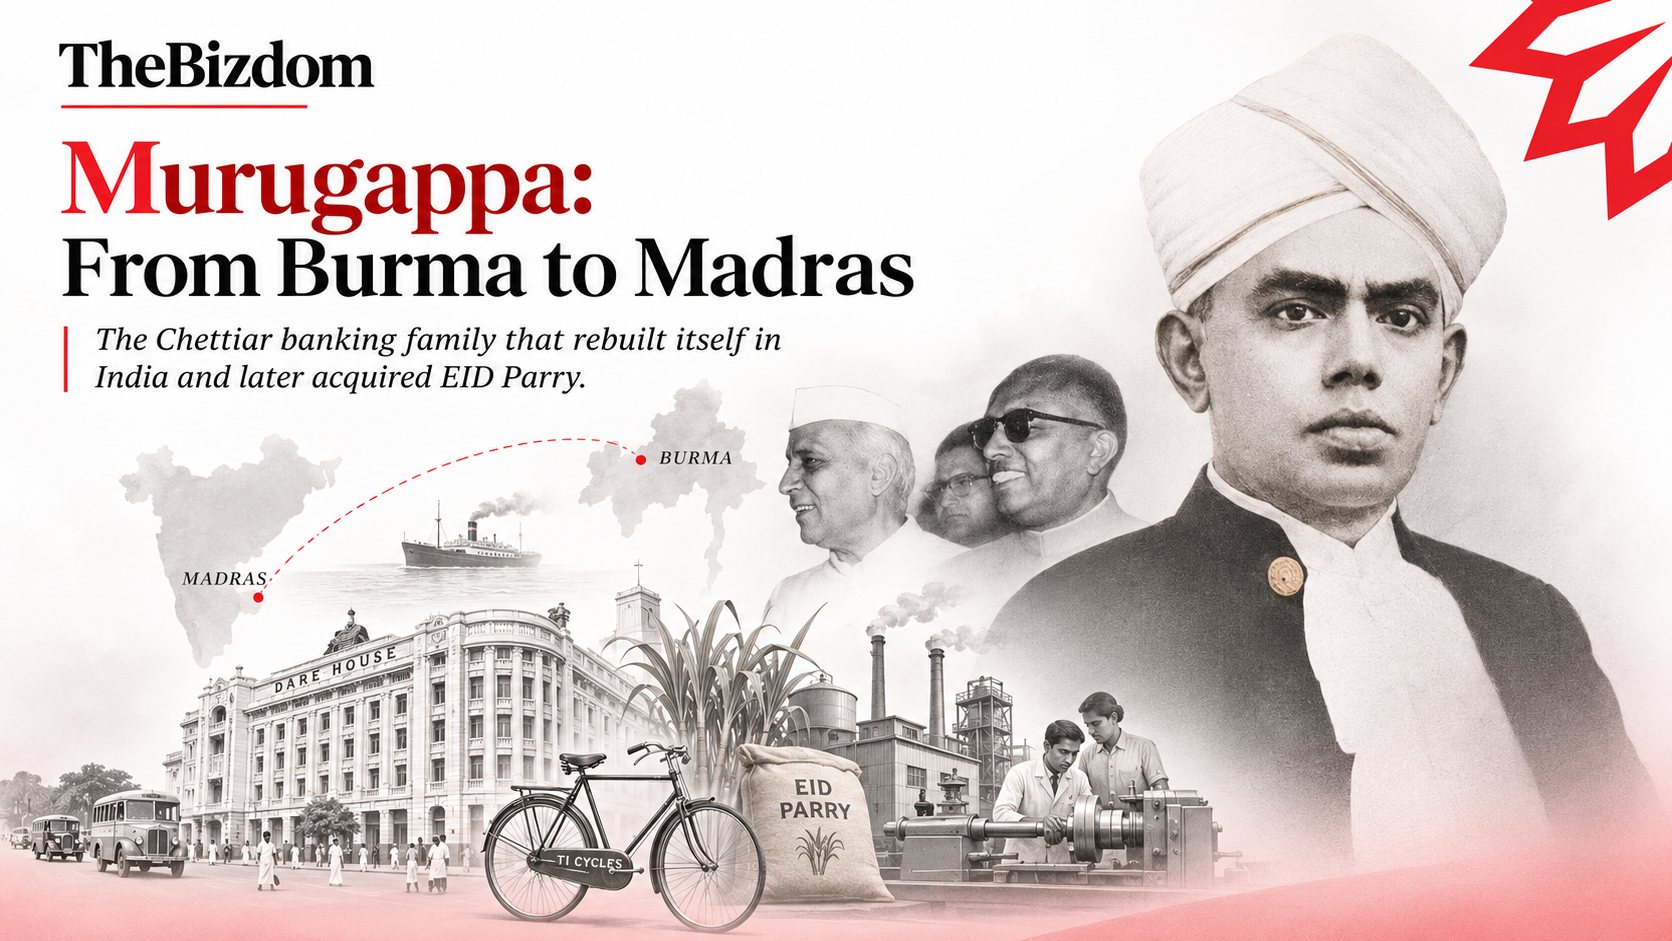 TheBizdom
Murugappa:
From Burma to Madras
The Chettiar banking family that rebuilt itself in
India and later acquired EID Parry.
BURMA
MADRAS
DARE HOUSE
EID
PARRY
TI CYCLES